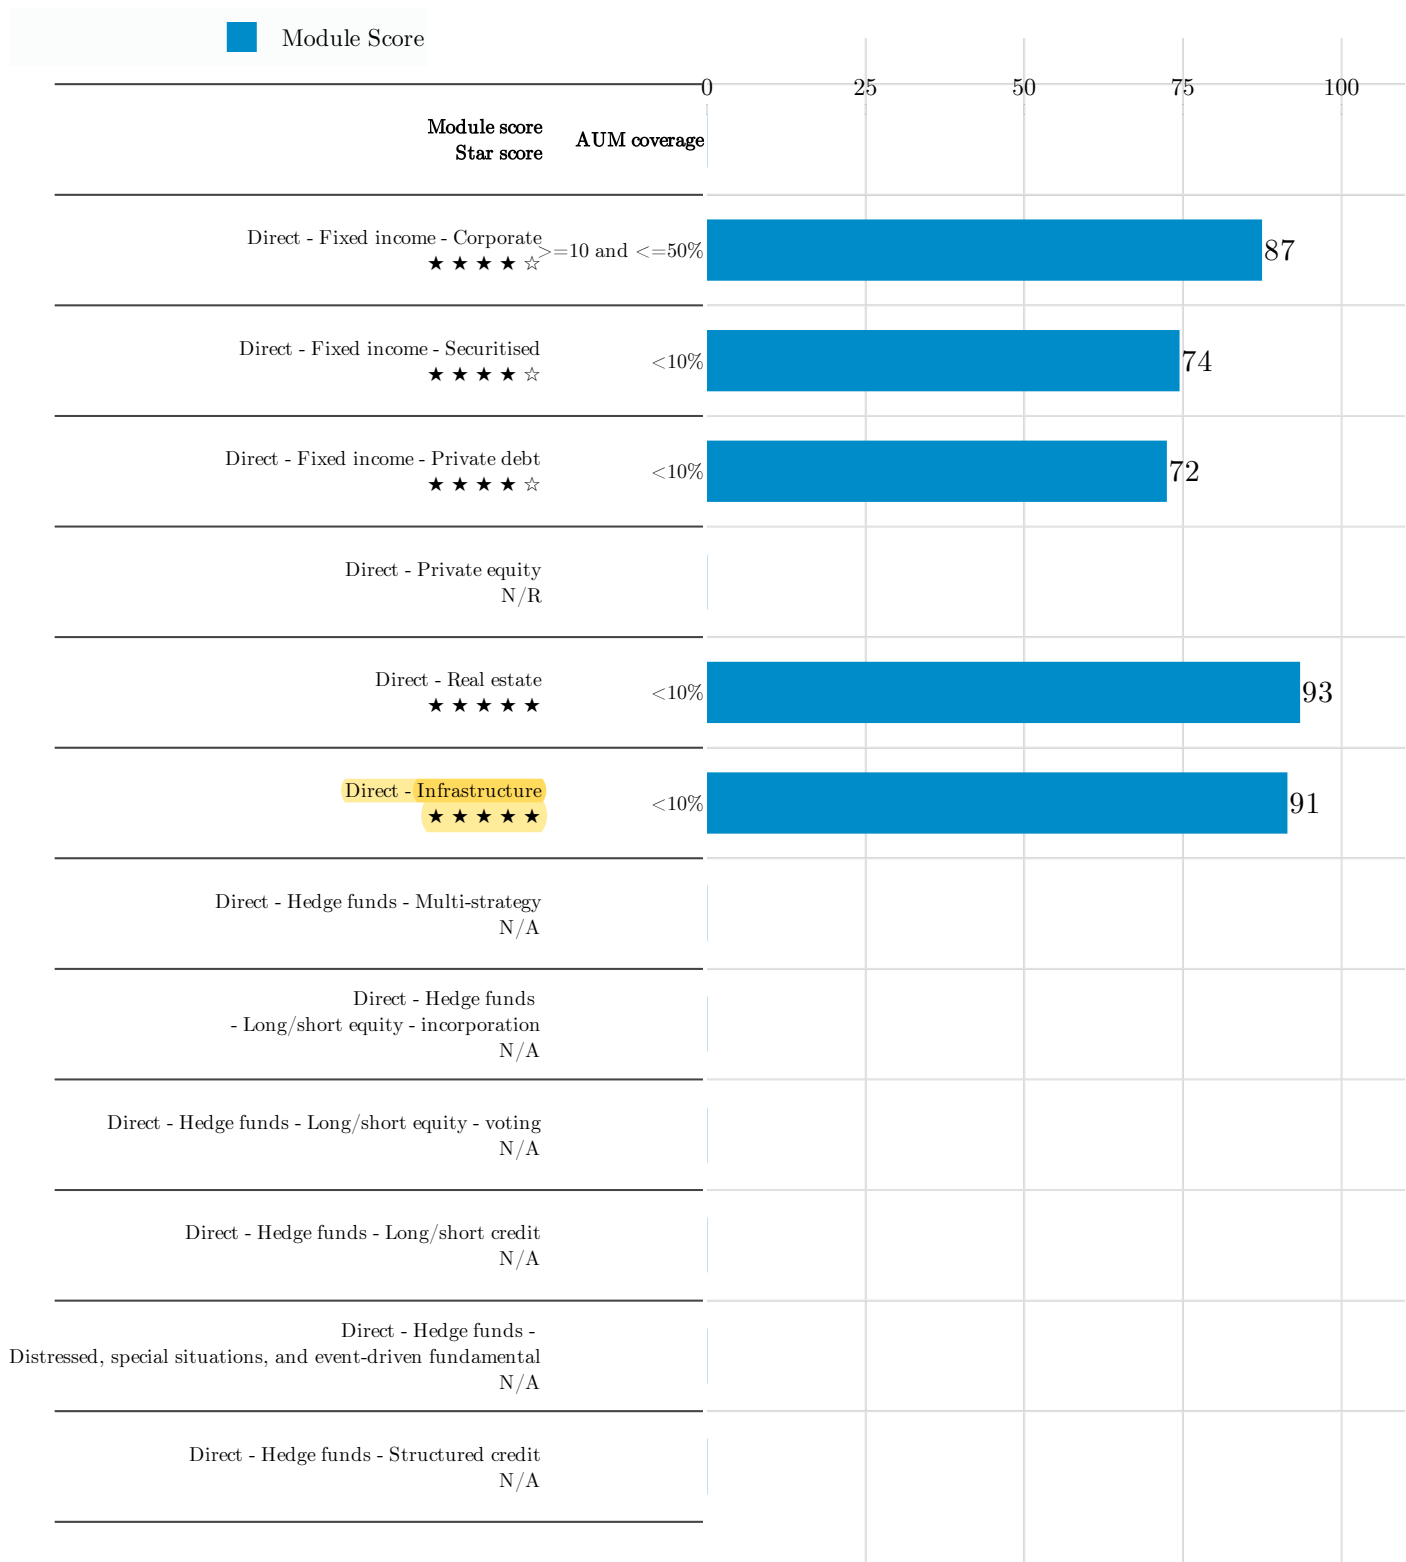 Module Score
0 25 50 75 100
Module score
Star score
AUM coverage
Direct - Fixed income - Corporate
★ ★ ★ ★ ☆
>=10 and <=50%
87
Direct - Fixed income - Securitised
★ ★ ★ ★ ☆
<10%
74
Direct - Fixed income - Private debt
★ ★ ★ ★ ☆
<10%
72
Direct - Private equity
N/R
Direct - Real estate
★ ★ ★ ★ ★
<10%
93
Direct - Infrastructure
★ ★ ★ ★ ★
<10%
91
Direct - Hedge funds - Multi-strategy
N/A
Direct - Hedge funds
- Long/short equity - incorporation
N/A
Direct - Hedge funds - Long/short equity - voting
N/A
Direct - Hedge funds - Long/short credit
N/A
Direct - Hedge funds -
Distressed, special situations, and event-driven fundamental
N/A
Direct - Hedge funds - Structured credit
N/A